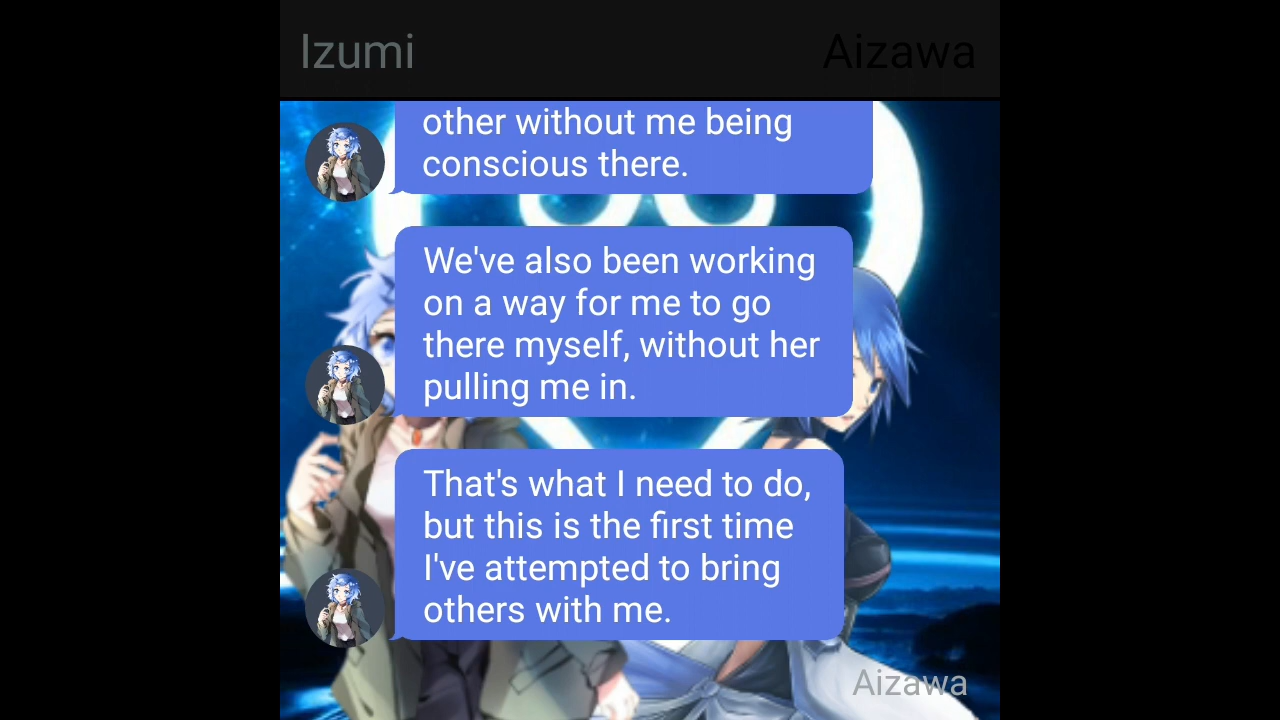 Izumi
Aizawa
other without me being
conscious there.
We've also been working
on a way for me to go
there myself, without her
pulling me in.
That's what I need to do,
but this is the first time
I've attempted to bring
others with me.
Aizawa